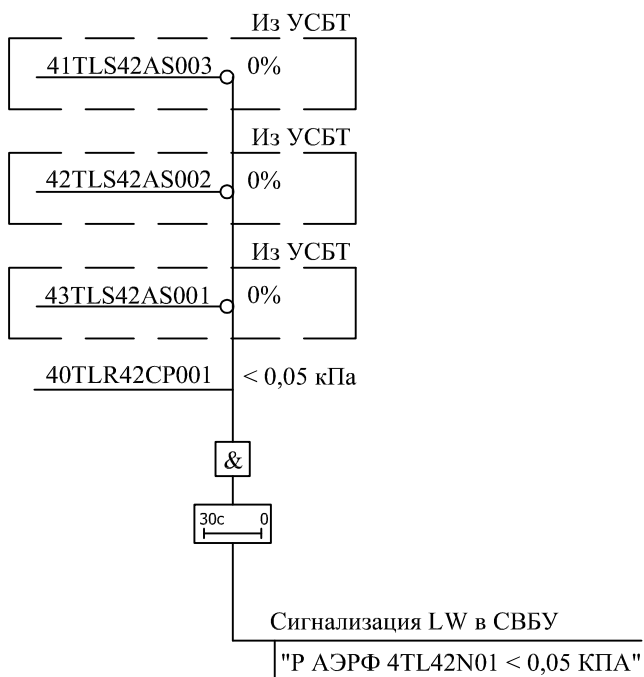 Из УСБТ
41TLS42AS003 0%
Из УСБТ
42TLS42AS002 0%
Из УСБТ
43TLS42AS001 0%
40TLR42CP001 < 0,05 кПа
&
30с 0
Сигнализация LW в СВБУ
"Р АЭРФ 4TL42N01 < 0,05 КПА"